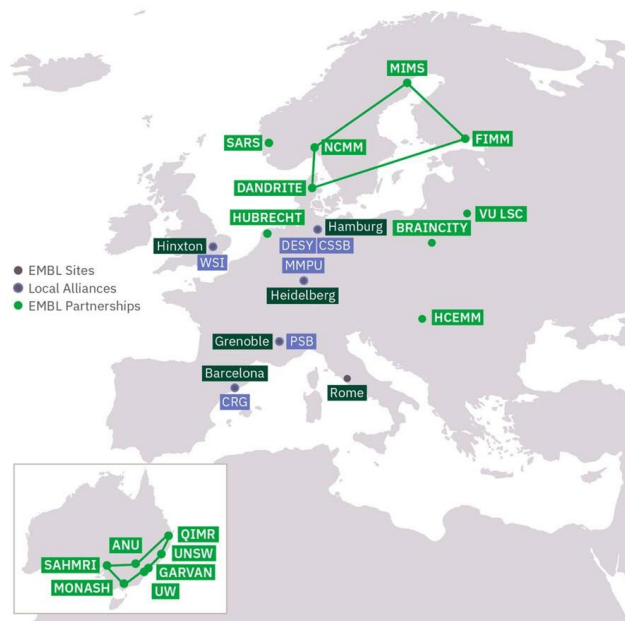 MIMS
SARS
NCMM
FIMM
DANDRITE
HUBRECHT
VU LSC
Hamburg
BRAINCITY
Hinxton
DESY CSSB
WSI
MMPU
EMBL Sites
Local Alliances
Heidelberg
EMBL Partnerships
HCEMM
Grenoble
PSB
Barcelona
Rome
CRG
QIMR
ANU
UNSW
SAHMRI
GARVAN
MONASH
UW